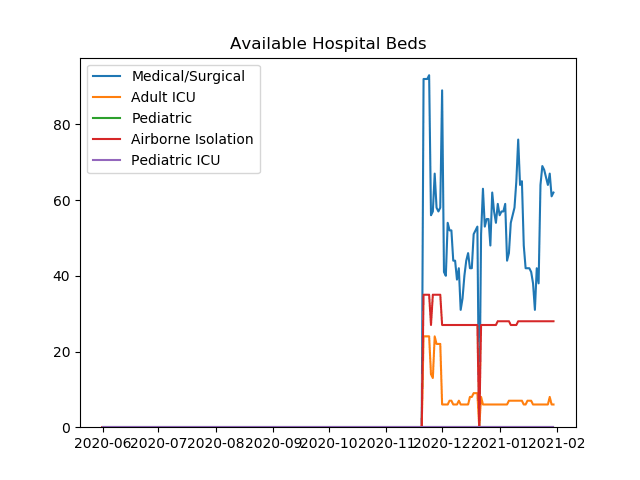 Available Hospital Beds
Medical/Surgical
Adult ICU
Pediatric
Airborne Isolation
Pediatric ICU
80
60
40
20
0
2020-06 2020-07 2020-08 2020-09 2020-10 2020-11 2020-12 2021-01 2021-02